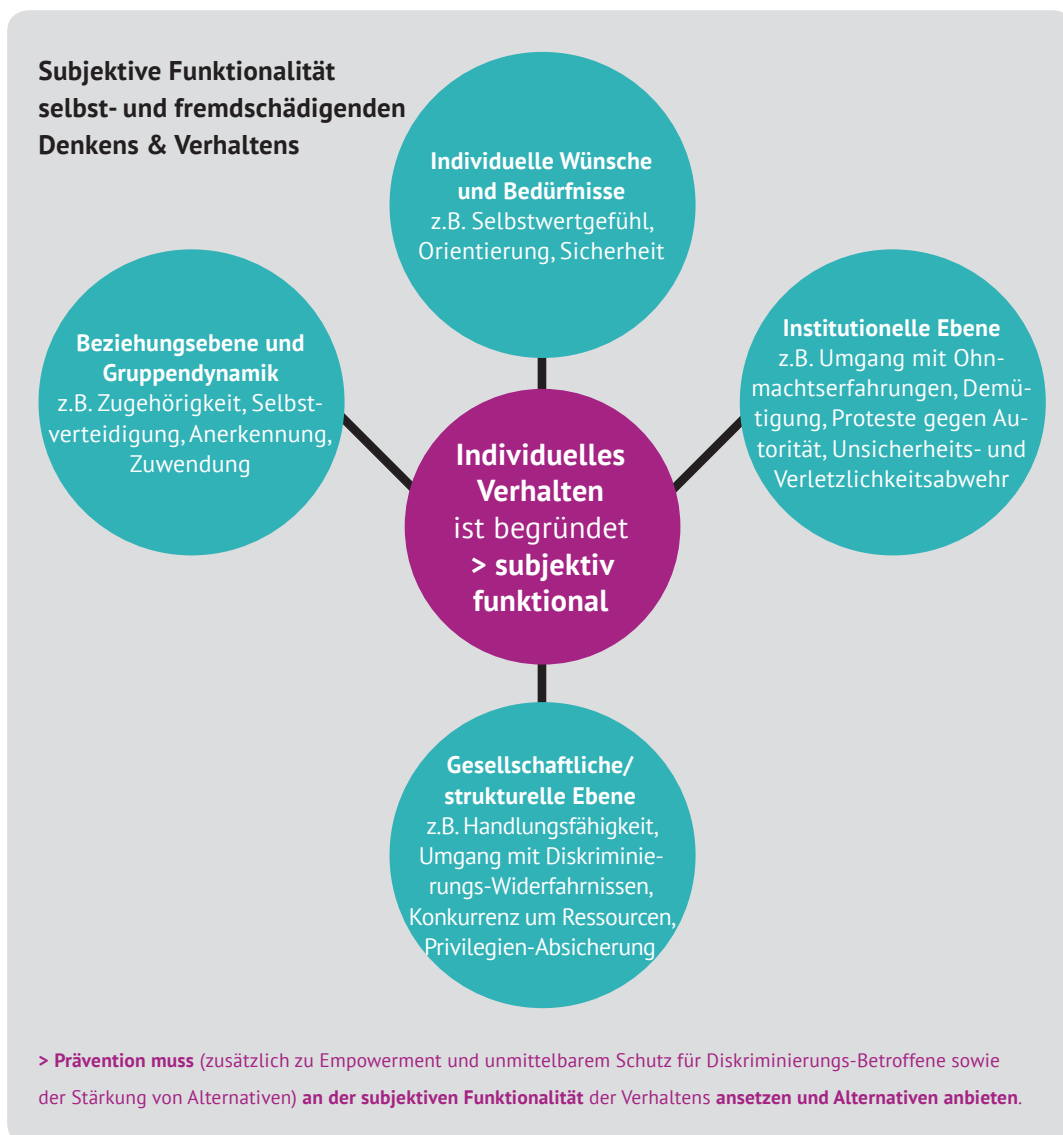 Subjektive Funktionalität
selbst- und fremdschädigenden
Denkens & Verhaltens
Individuelle Wünsche
und Bedürfnisse
z.B. Selbstwertgefühl,
Orientierung, Sicherheit
Beziehungsebene und
Gruppendynamik
z.B. Zugehörigkeit, Selbst-
verteidigung, Anerkennung,
Zuwendung
Institutionelle Ebene
z.B. Umgang mit Ohn-
machtserfahrungen, Demü-
tigung, Proteste gegen Au-
torität, Unsicherheits- und
Verletzlichkeitsabwehr
Individuelles
Verhalten
ist begründet
> subjektiv
funktional
Gesellschaftliche/
strukturelle Ebene
z.B. Handlungsfähigkeit,
Umgang mit Diskriminie-
rungs-Widerfahrnissen,
Konkurrenz um Ressourcen,
Privilegien-Absicherung
> Prävention muss (zusätzlich zu Empowerment und unmittelbarem Schutz für Diskriminierungs-Betroffene sowie
der Stärkung von Alternativen) an der subjektiven Funktionalität der Verhaltens ansetzen und Alternativen anbieten.